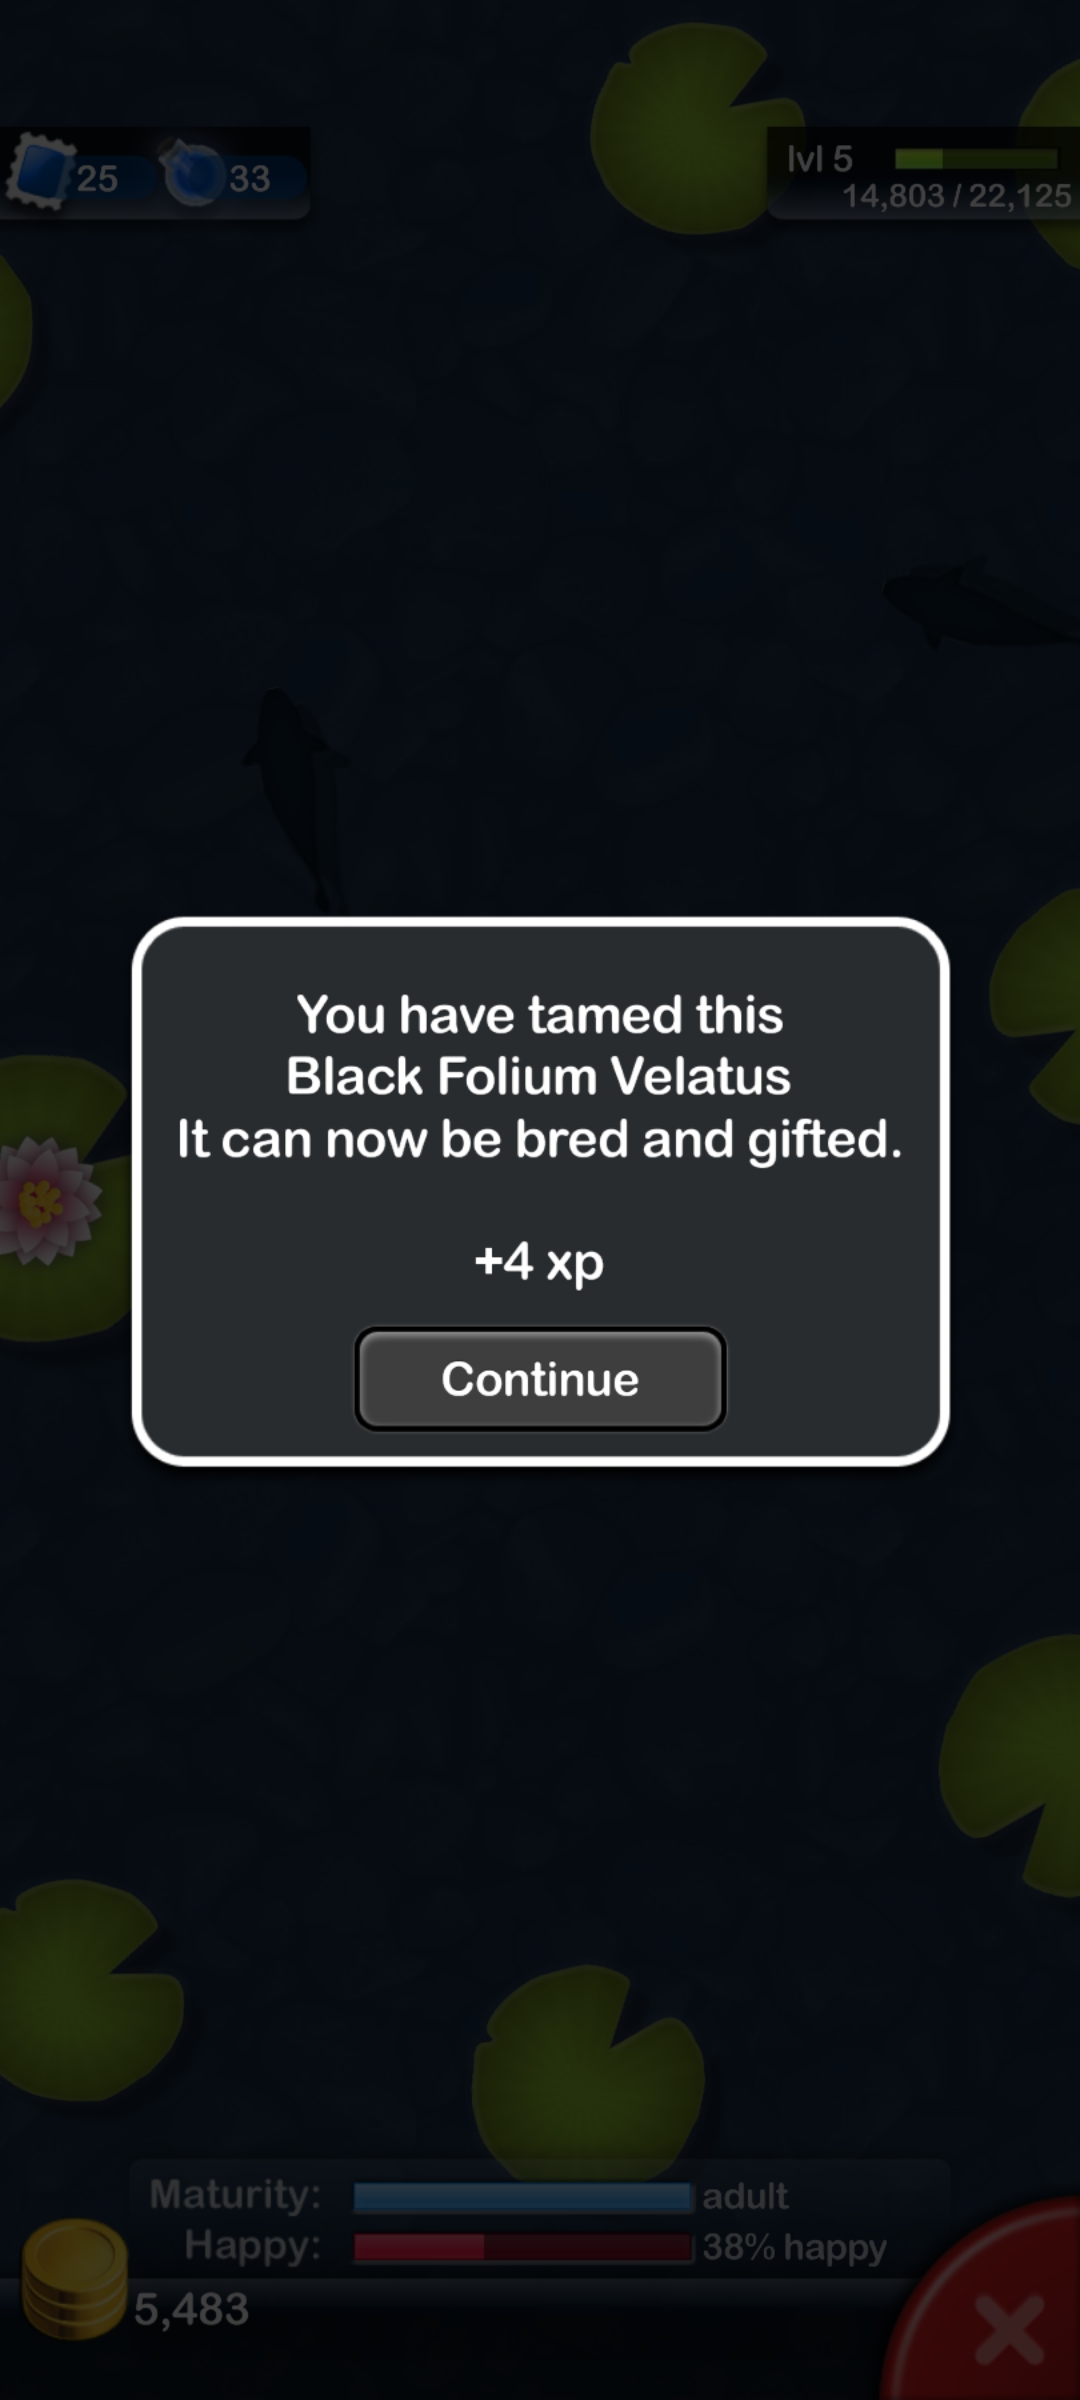 25
33
lvl 5
14,803 / 22,125
You have tamed this
Black Folium Velatus
It can now be bred and gifted.
+4 xp
Continue
Maturity: adult
Happy: 38% happy
5,483